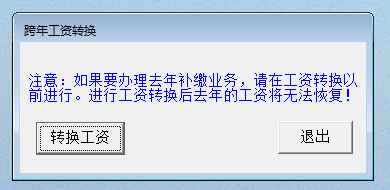 跨年工资转换
注意：如果要办理去年补缴业务，请在工资转换以
前进行。进行工资转换后去年的工资将无法恢复！
转换工资
退出